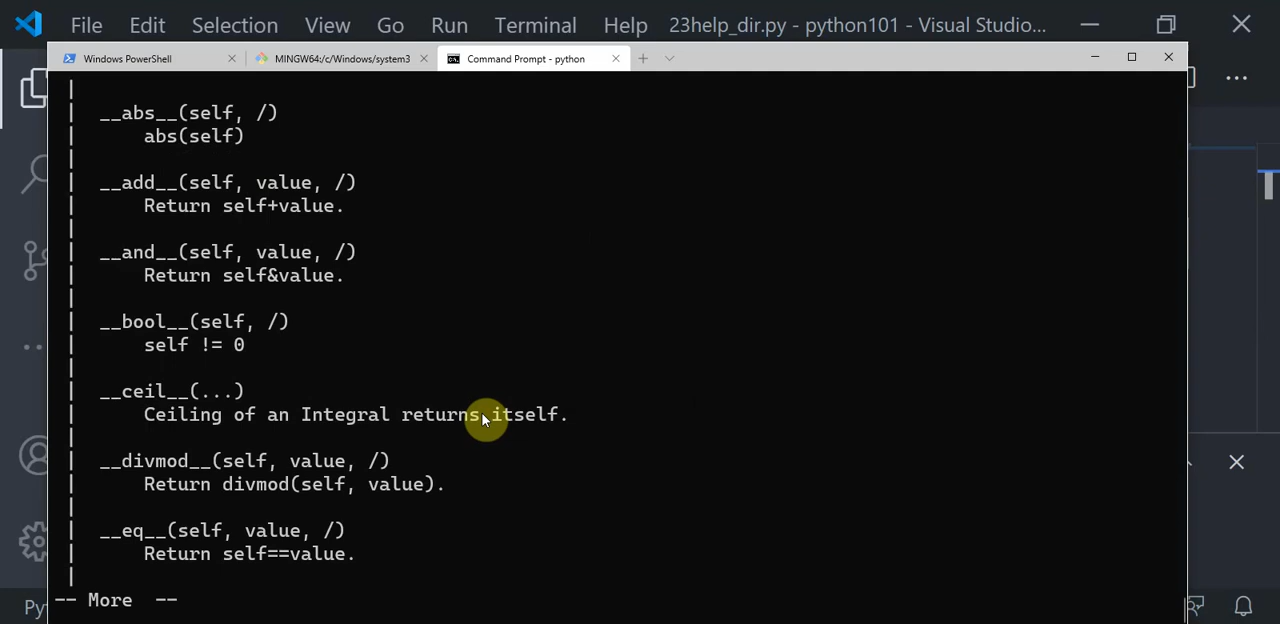 File Edit Selection View Go Run Terminal Help 23help_dir.py - python101 - Visual Studio...
Windows PowerShell MINGW64:/c/Windows/system3 Command Prompt - python
__abs__(self, /)
abs(self)
__add__(self, value, /)
Return self+value.
__and__(self, value, /)
Return self&value.
__bool__(self, /)
self != 0
__ceil__(...)
Ceiling of an Integral returns itself.
__divmod__(self, value, /)
Return divmod(self, value).
__eq__(self, value, /)
Return self==value.
-- More --
Py